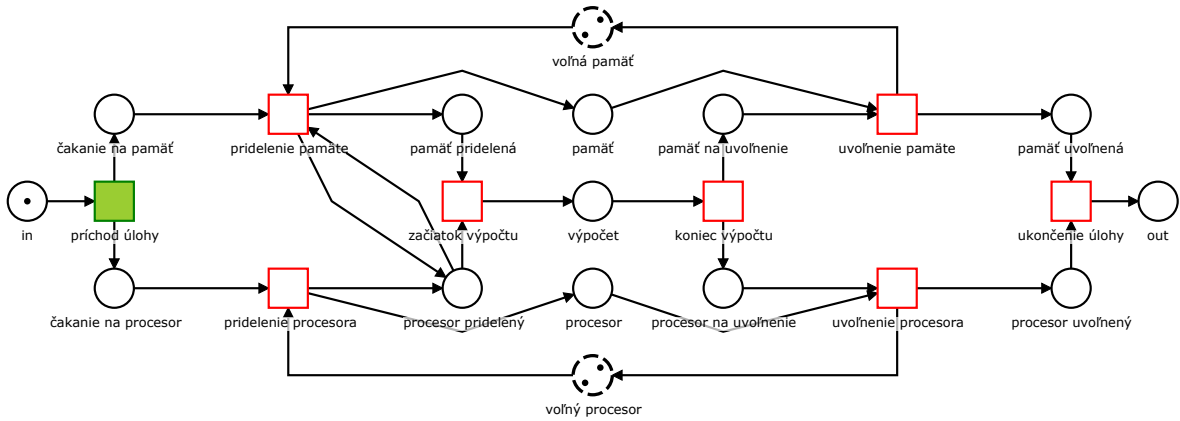 voľná pamäť
čakanie na pamäť
pridelenie pamäte
pamäť pridelená
pamäť
pamäť na uvoľnenie
uvoľnenie pamäte
pamäť uvoľnená
in
príchod úlohy
začiatok výpočtu
výpočet
koniec výpočtu
ukončenie úlohy
out
čakanie na procesor
pridelenie procesora
procesor pridelený
procesor
procesor na uvoľnenie
uvoľnenie procesora
procesor uvoľnený
voľný procesor